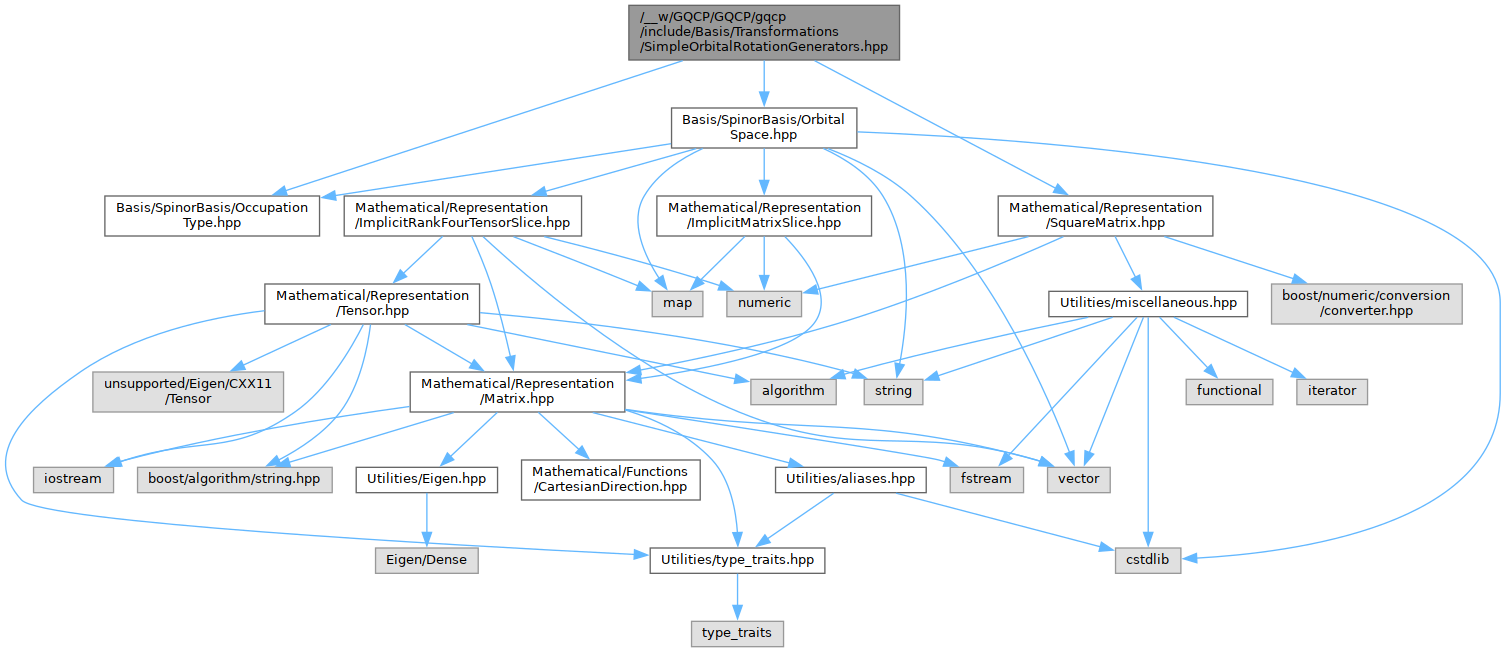 /__w/GQCP/GQCP/gqcp
/include/Basis/Transformations
/SimpleOrbitalRotationGenerators.hpp
Basis/SpinorBasis/Orbital
Space.hpp
Basis/SpinorBasis/Occupation
Type.hpp
Mathematical/Representation
/ImplicitRankFourTensorSlice.hpp
Mathematical/Representation
/ImplicitMatrixSlice.hpp
Mathematical/Representation
/SquareMatrix.hpp
Mathematical/Representation
/Tensor.hpp
map
numeric
Utilities/miscellaneous.hpp
boost/numeric/conversion
/converter.hpp
unsupported/Eigen/CXX11
/Tensor
Mathematical/Representation
/Matrix.hpp
algorithm
string
functional
iterator
iostream
boost/algorithm/string.hpp
Utilities/Eigen.hpp
Mathematical/Functions
/CartesianDirection.hpp
Utilities/aliases.hpp
fstream
vector
Eigen/Dense
Utilities/type_traits.hpp
cstdlib
type_traits